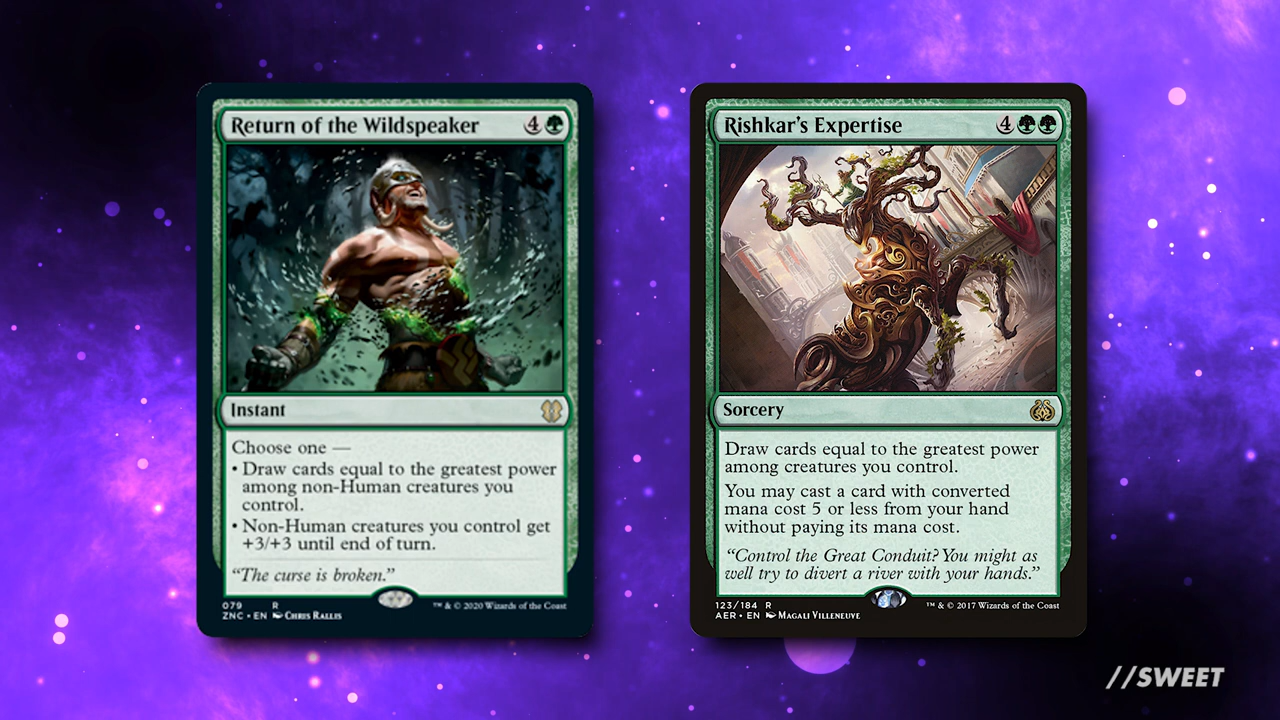 Return of the Wildspeaker 4
Instant
Choose one —
• Draw cards equal to the greatest power
among non-Human creatures you
control.
• Non-Human creatures you control get
+3/+3 until end of turn.
“The curse is broken.”
079 R
ZNC • EN Chris Rallis
™ & © 2020 Wizards of the Coast
Rishkar’s Expertise 4
Sorcery
Draw cards equal to the greatest power
among creatures you control.
You may cast a card with converted
mana cost 5 or less from your hand
without paying its mana cost.
“Control the Great Conduit? You might as
well try to divert a river with your hands.”
123/184 R
AER • EN Magali Villeneuve
™ & © 2017 Wizards of the Coast
//SWEET